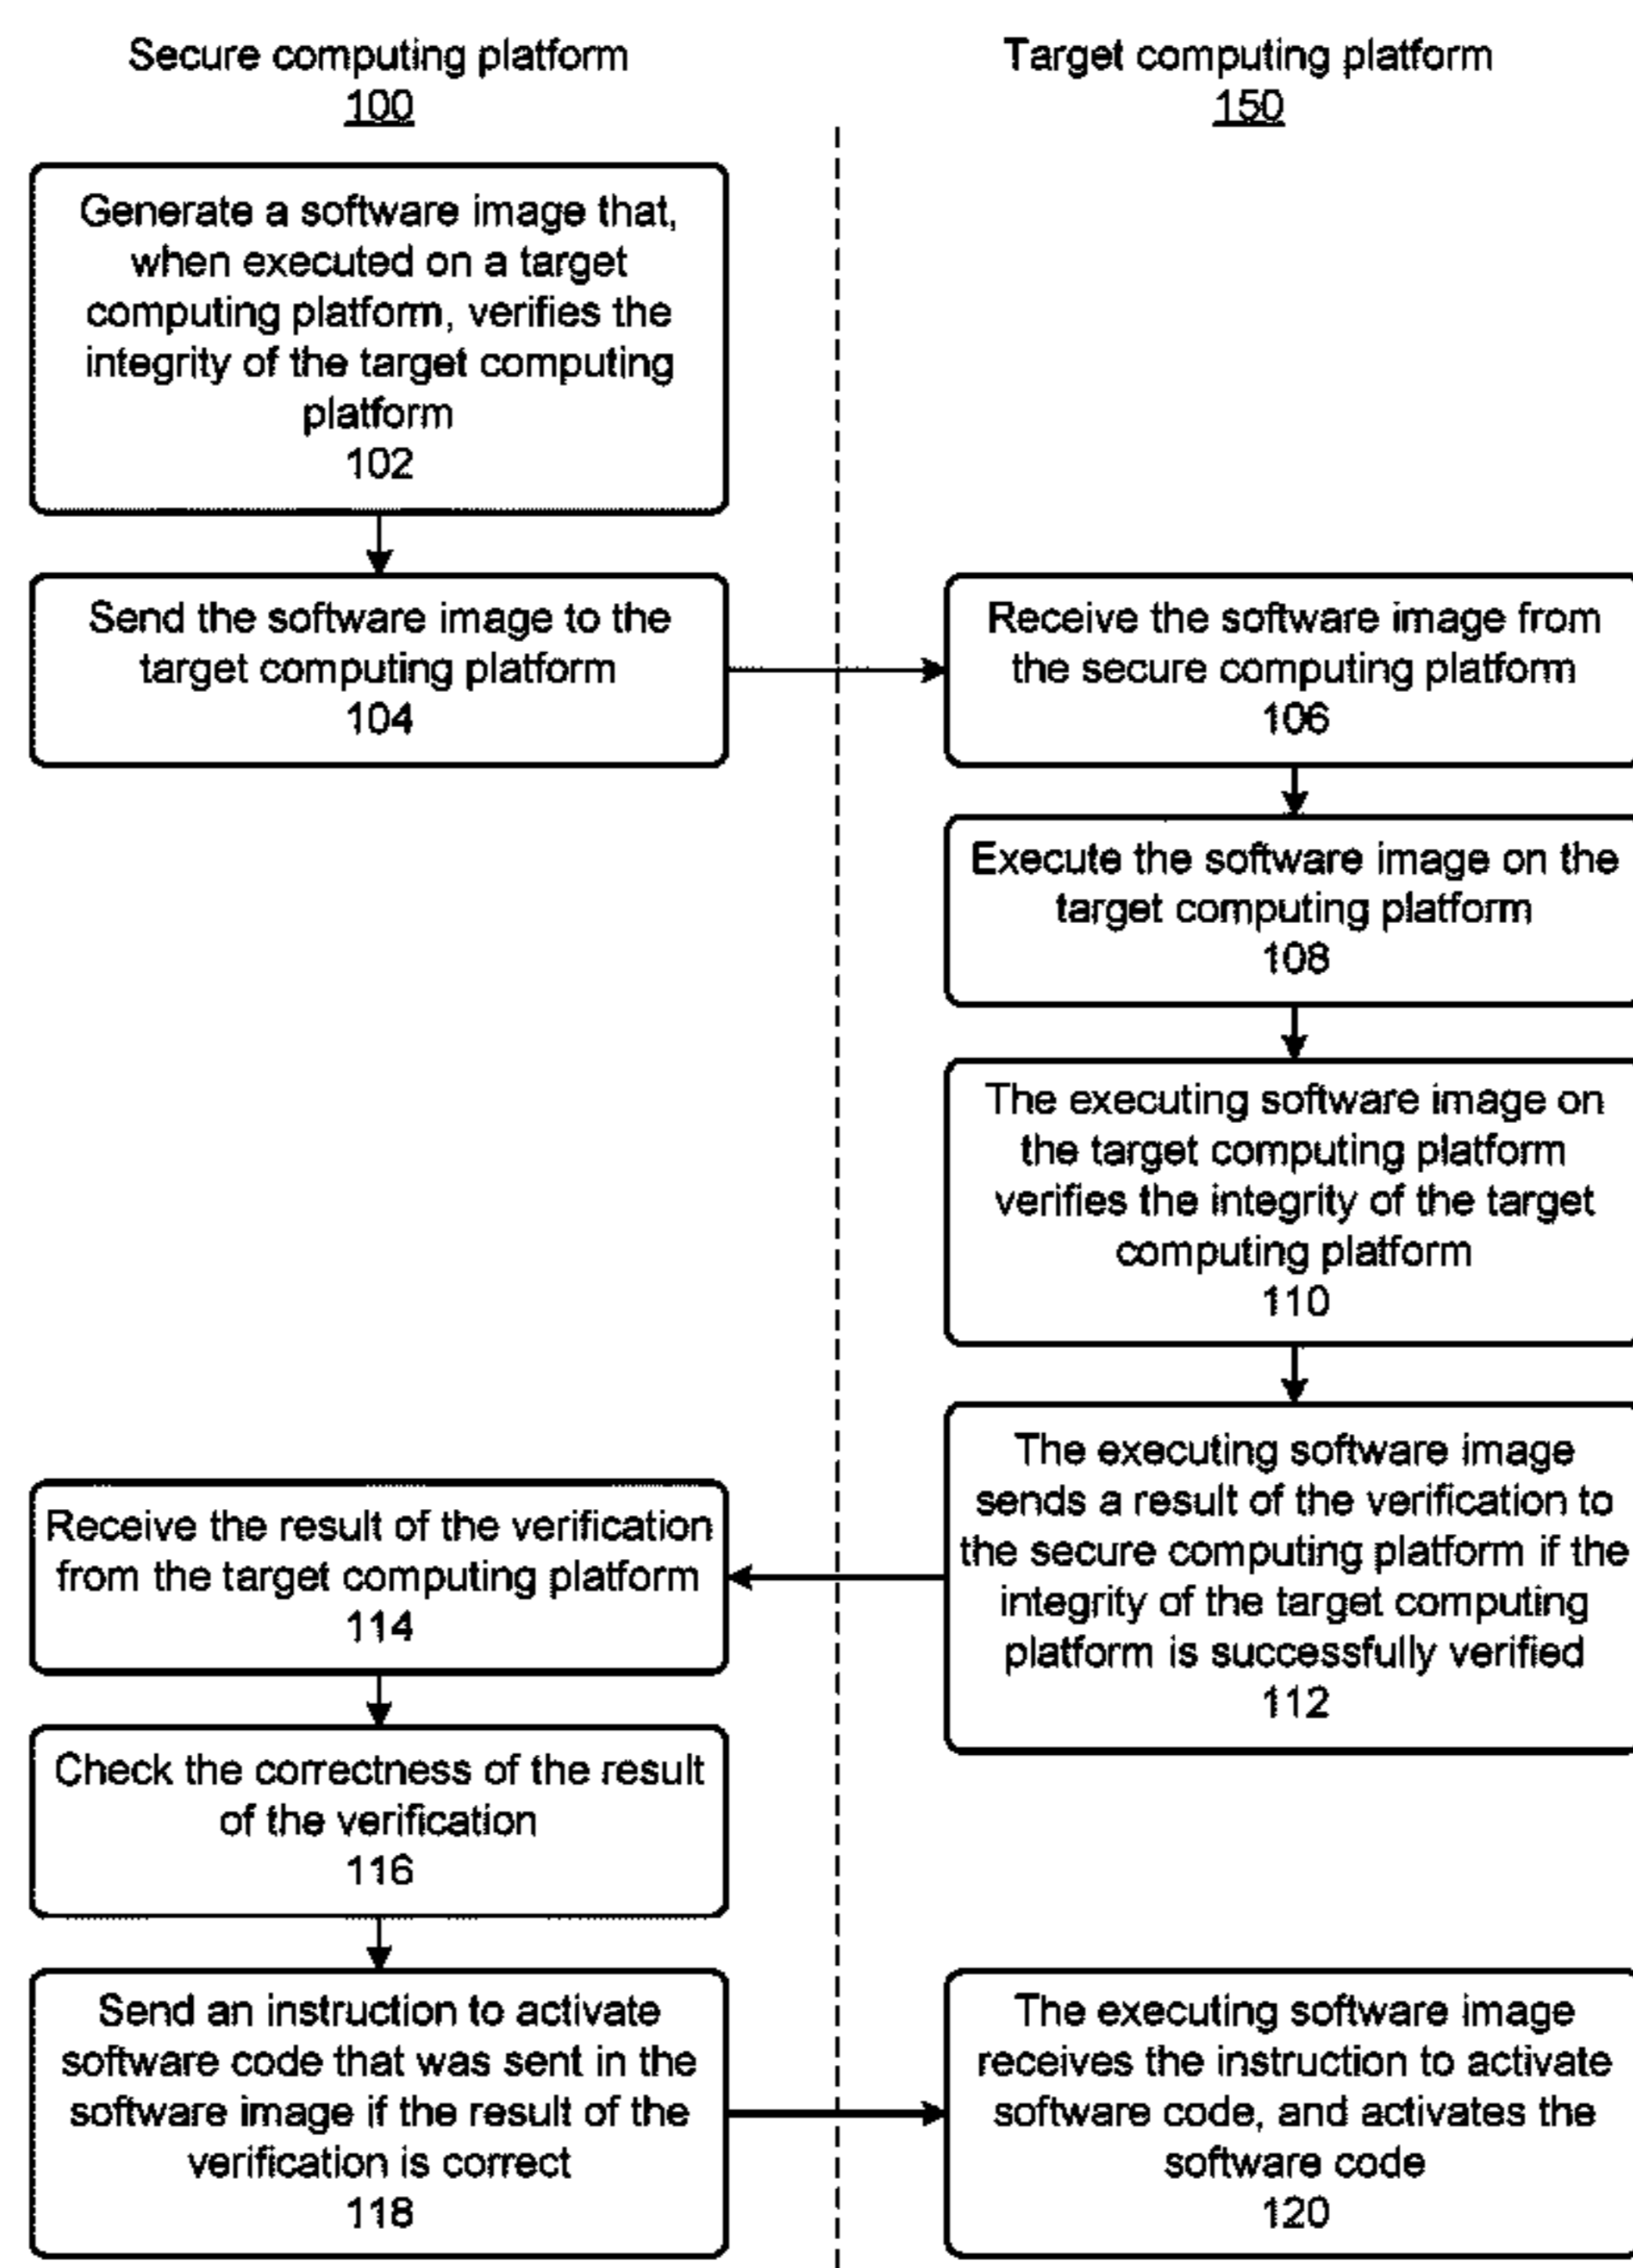 Secure computing platform
100
Target computing platform
150
Generate a software image that,
when executed on a target
computing platform, verifies the
integrity of the target computing
platform
102
Send the software image to the
target computing platform
104
Receive the software image from
the secure computing platform
106
Execute the software image on the
target computing platform
108
The executing software image on
the target computing platform
verifies the integrity of the target
computing platform
110
The executing software image
sends a result of the verification to
the secure computing platform if the
integrity of the target computing
platform is successfully verified
112
Receive the result of the verification
from the target computing platform
114
Check the correctness of the result
of the verification
116
Send an instruction to activate
software code that was sent in the
software image if the result of the
verification is correct
118
The executing software image
receives the instruction to activate
software code, and activates the
software code
120